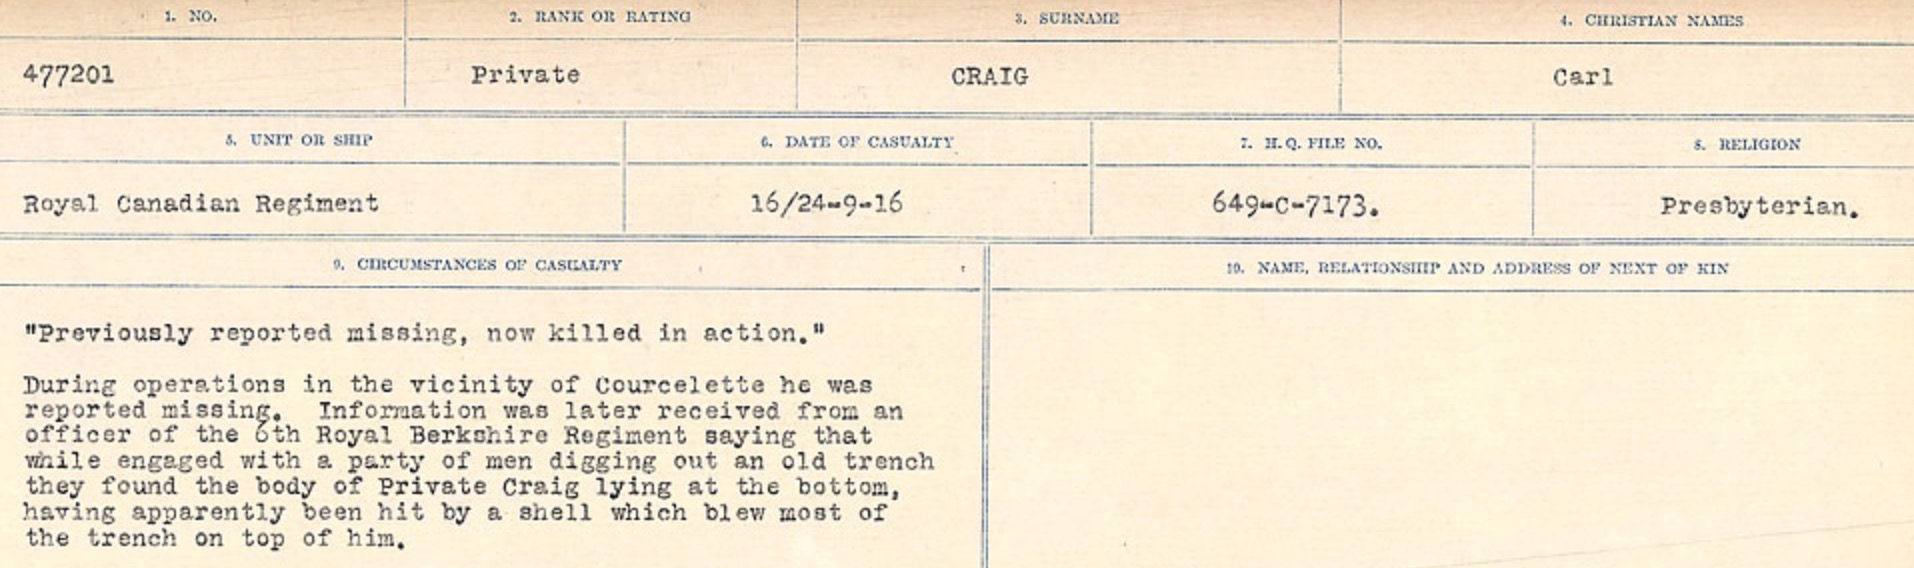 1. NO.
2. RANK OR RATING
3. SURNAME
4. CHRISTIAN NAMES
477201
Private
CRAIG
Carl
5. UNIT OR SHIP
6. DATE OF CASUALTY
7. H.Q. FILE NO.
8. RELIGION
Royal Canadian Regiment
16/24-9-16
649-C-7173.
Presbyterian.
9. CIRCUMSTANCES OF CASUALTY
10. NAME, RELATIONSHIP AND ADDRESS OF NEXT OF KIN
"Previously reported missing, now killed in action."
During operations in the vicinity of Courcelette he was
reported missing. Information was later received from an
officer of the 6th Royal Berkshire Regiment saying that
while engaged with a party of men digging out an old trench
they found the body of Private Craig lying at the bottom,
having apparently been hit by a shell which blew most of
the trench on top of him.